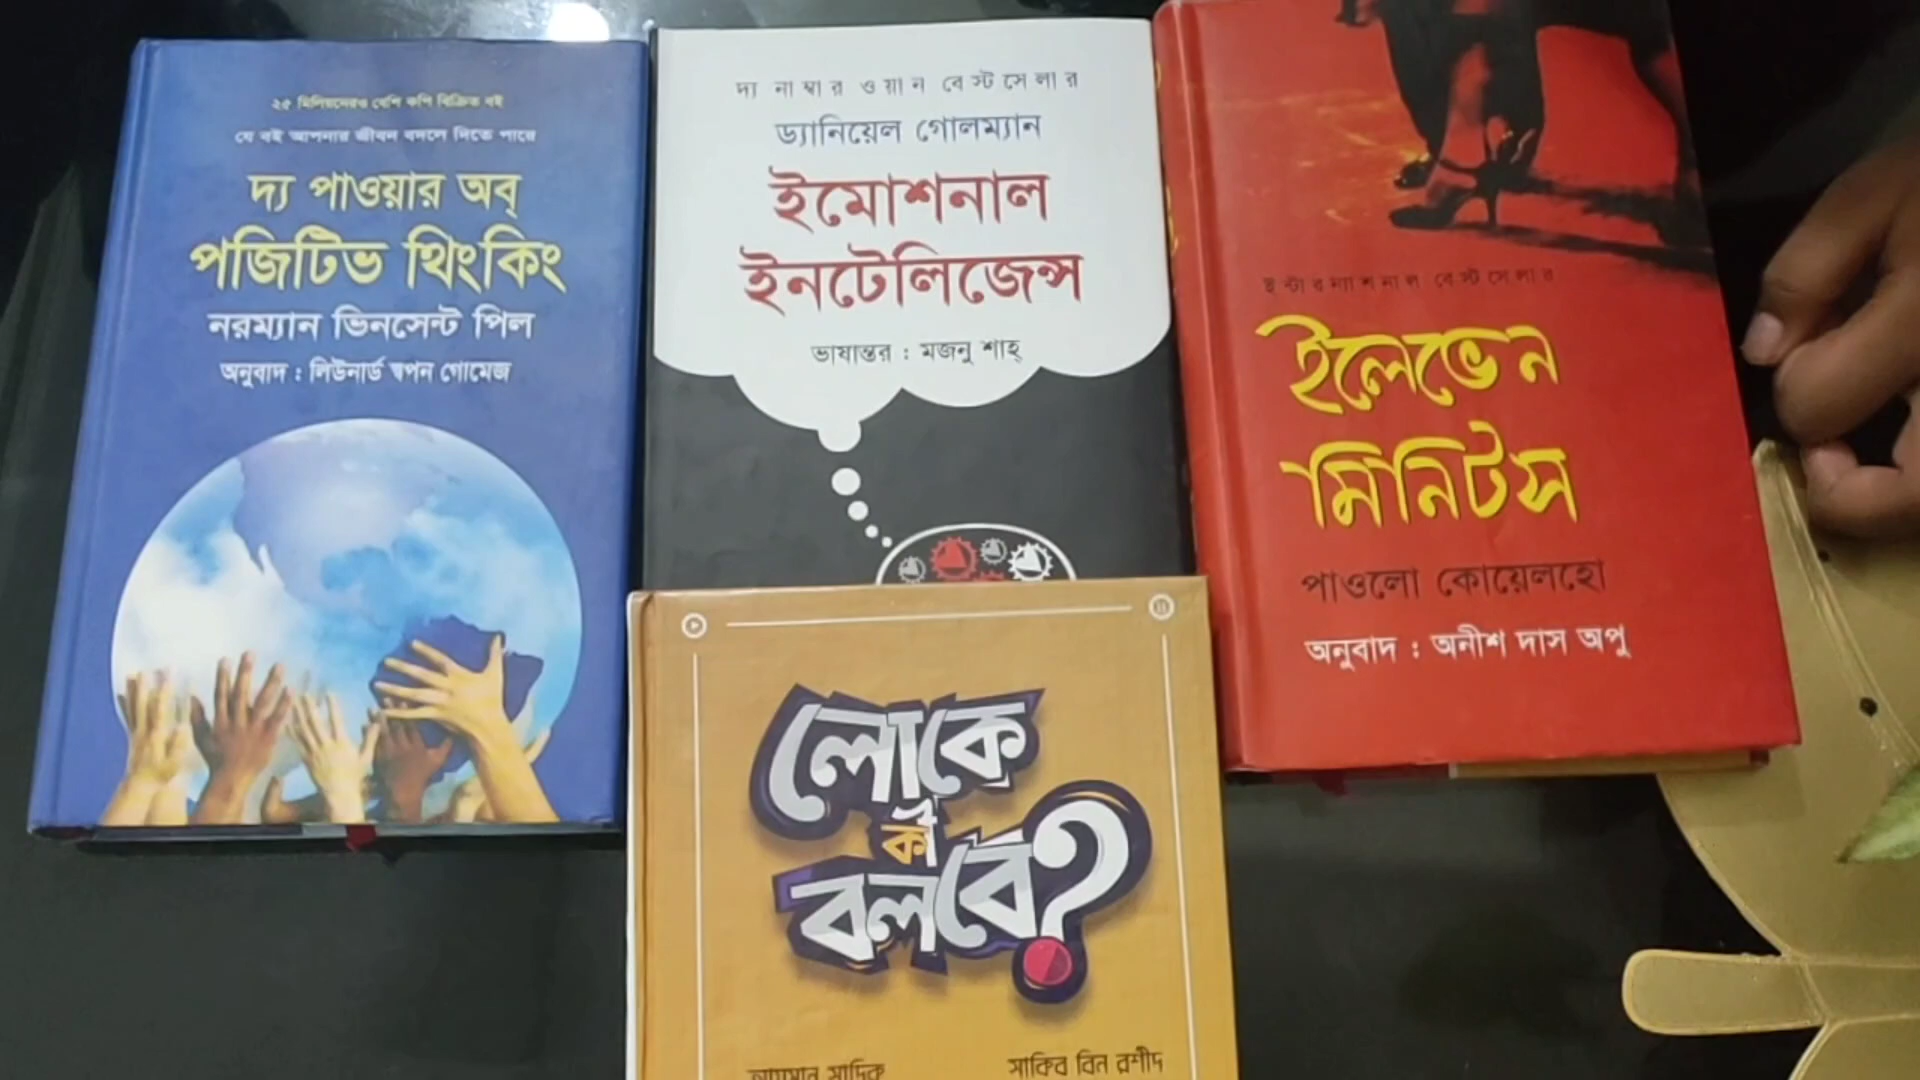 ২৫ মিলিয়নেরও বেশি কপি বিক্রিত বই
যে বই আপনার জীবন বদলে দিতে পারে
দ্য পাওয়ার অব্
পজিটিভ থিংকিং
নরম্যান ভিনসেন্ট পিল
অনুবাদ : লিউনার্ড স্বপন গোমেজ
দ্য নাম্বার ওয়ান বেস্টসেলার
ড্যানিয়েল গোলম্যান
ইমোশনাল
ইনটেলিজেন্স
ভাষান্তর : মজনু শাহ্
ইন্টারন্যাশনাল বেস্টসেলার
ইলেভেন
মিনিটস
পাওলো কোয়েলহো
অনুবাদ : অনীশ দাস অপু
লোকে
কী
বলবে?
সাদিক
সাকিব বিন রশীদ